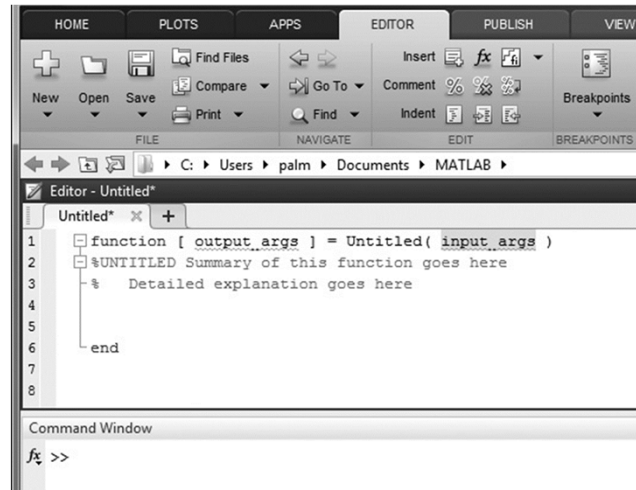 HOME PLOTS APPS EDITOR PUBLISH VIEW
Find Files Insert fx
New Open Save Compare Go To Comment Breakpoints
Print Find Indent
FILE NAVIGATE EDIT BREAKPOINTS
C: Users palm Documents MATLAB
Editor - Untitled*
Untitled* +
1 function [ output_args ] = Untitled( input_args )
2 %UNTITLED Summary of this function goes here
3 % Detailed explanation goes here
4
5
6 end
7
8
Command Window
fx >>